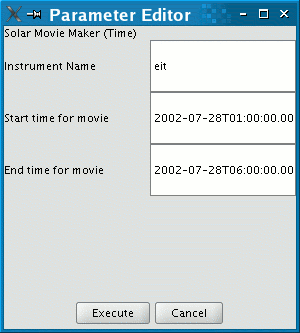 Parameter Editor
Solar Movie Maker (Time)
Instrument Name eit
Start time for movie 2002-07-28T01:00:00.00
End time for movie 2002-07-28T06:00:00.00
Execute Cancel